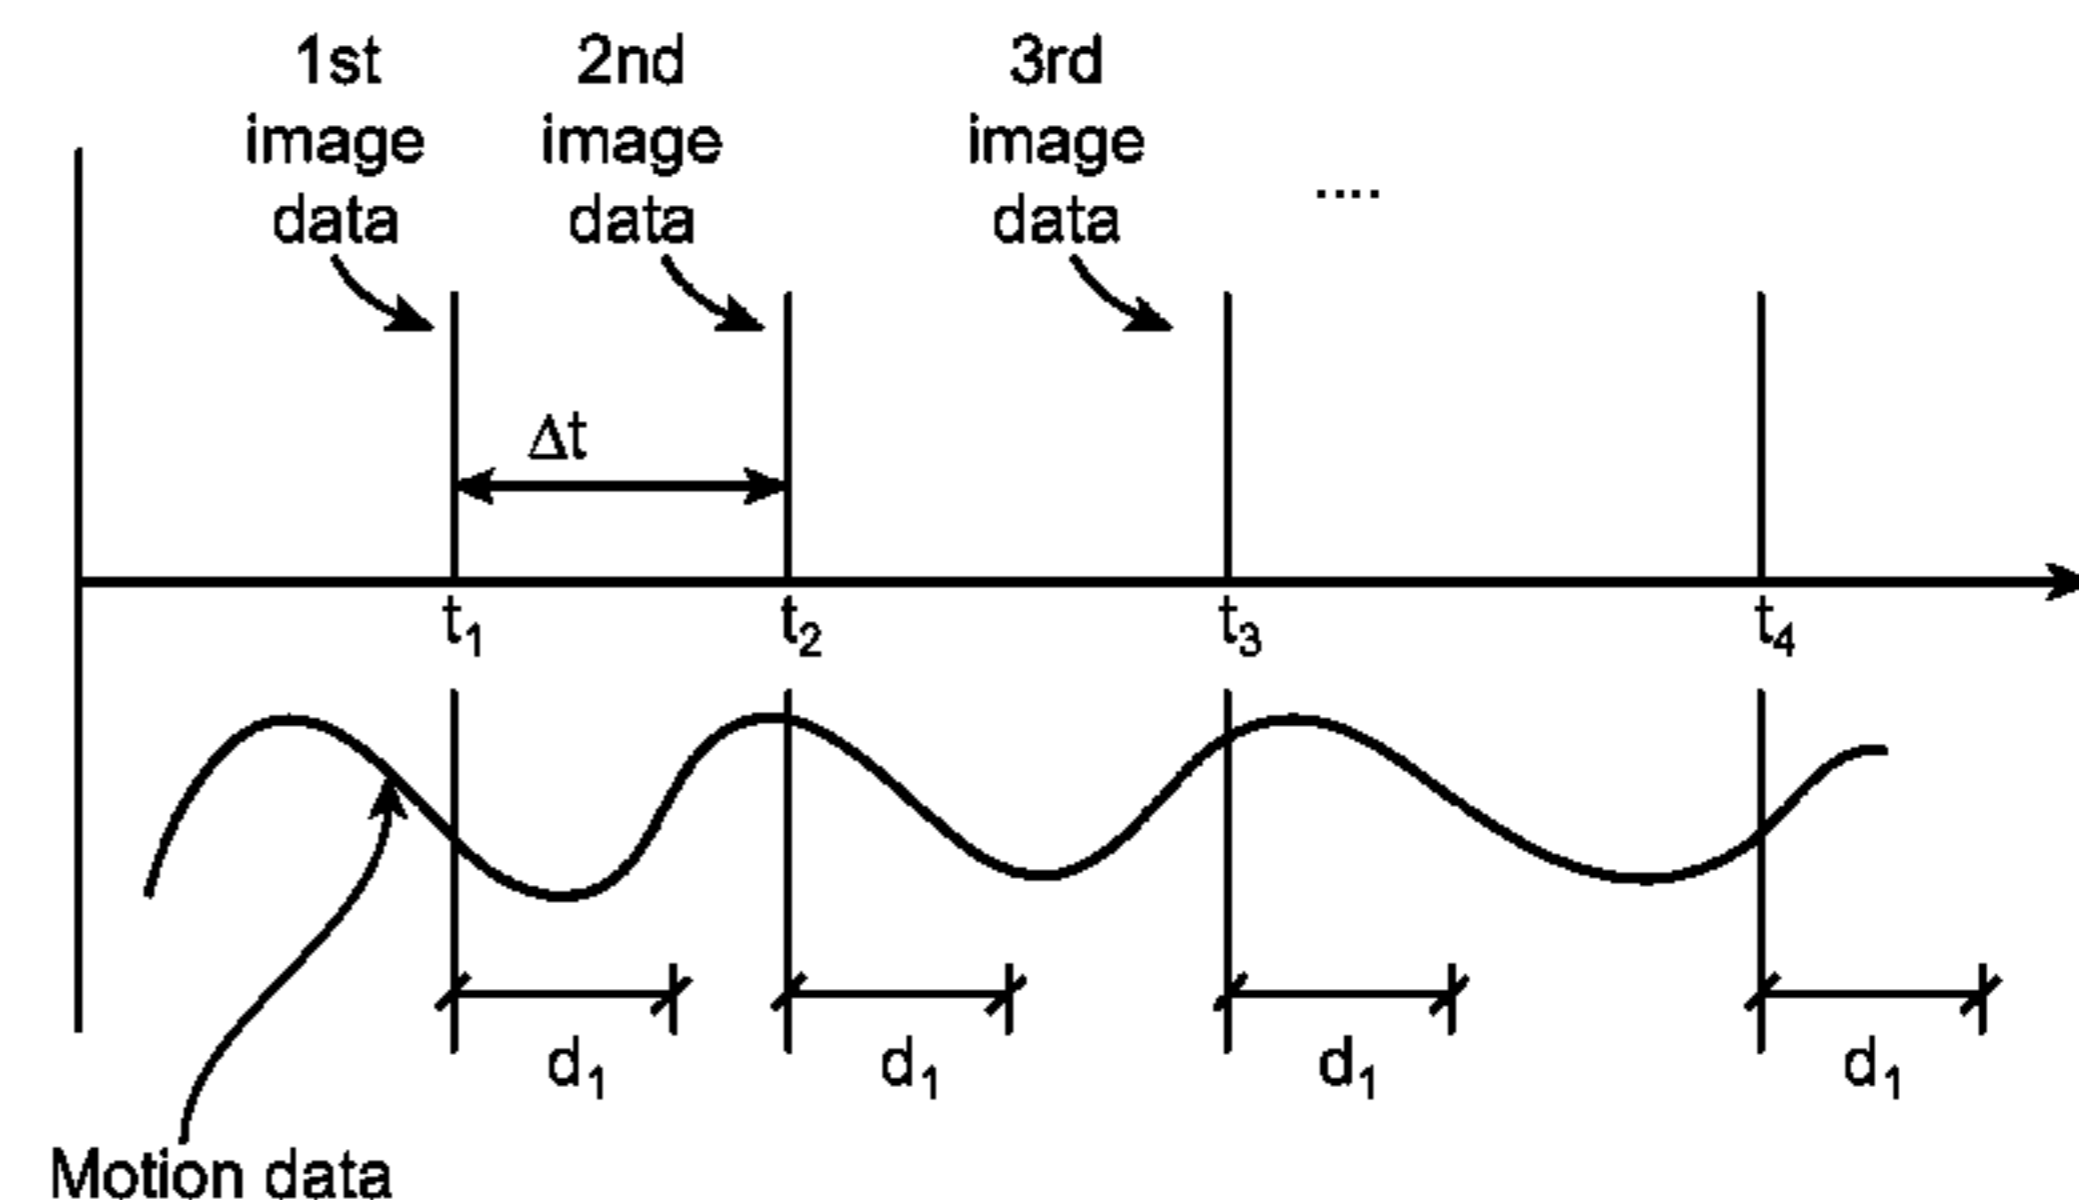 1st
image
data
2nd
image
data
3rd
image
data
....
Δt
t1
t2
t3
t4
d1
d1
d1
d1
Motion data